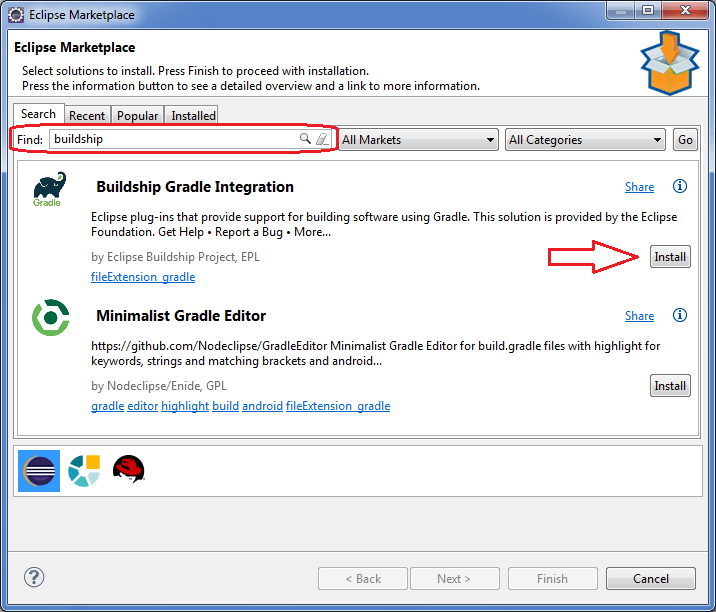 Eclipse Marketplace
Eclipse Marketplace
Select solutions to install. Press Finish to proceed with installation.
Press the information button to see a detailed overview and a link to more information.
Search Recent Popular Installed
Find: buildship All Markets All Categories Go
Buildship Gradle Integration Share
Gradle
Eclipse plug-ins that provide support for building software using Gradle. This solution is provided by the Eclipse
Foundation. Get Help • Report a Bug • More...
by Eclipse Buildship Project, EPL Install
fileExtension_gradle
Minimalist Gradle Editor Share
https://github.com/Nodeclipse/GradleEditor Minimalist Gradle Editor for build.gradle files with highlight for
keywords, strings and matching brackets and android...
by Nodeclipse/Enide, GPL Install
gradle editor highlight build android fileExtension_gradle
? < Back Next > Finish Cancel